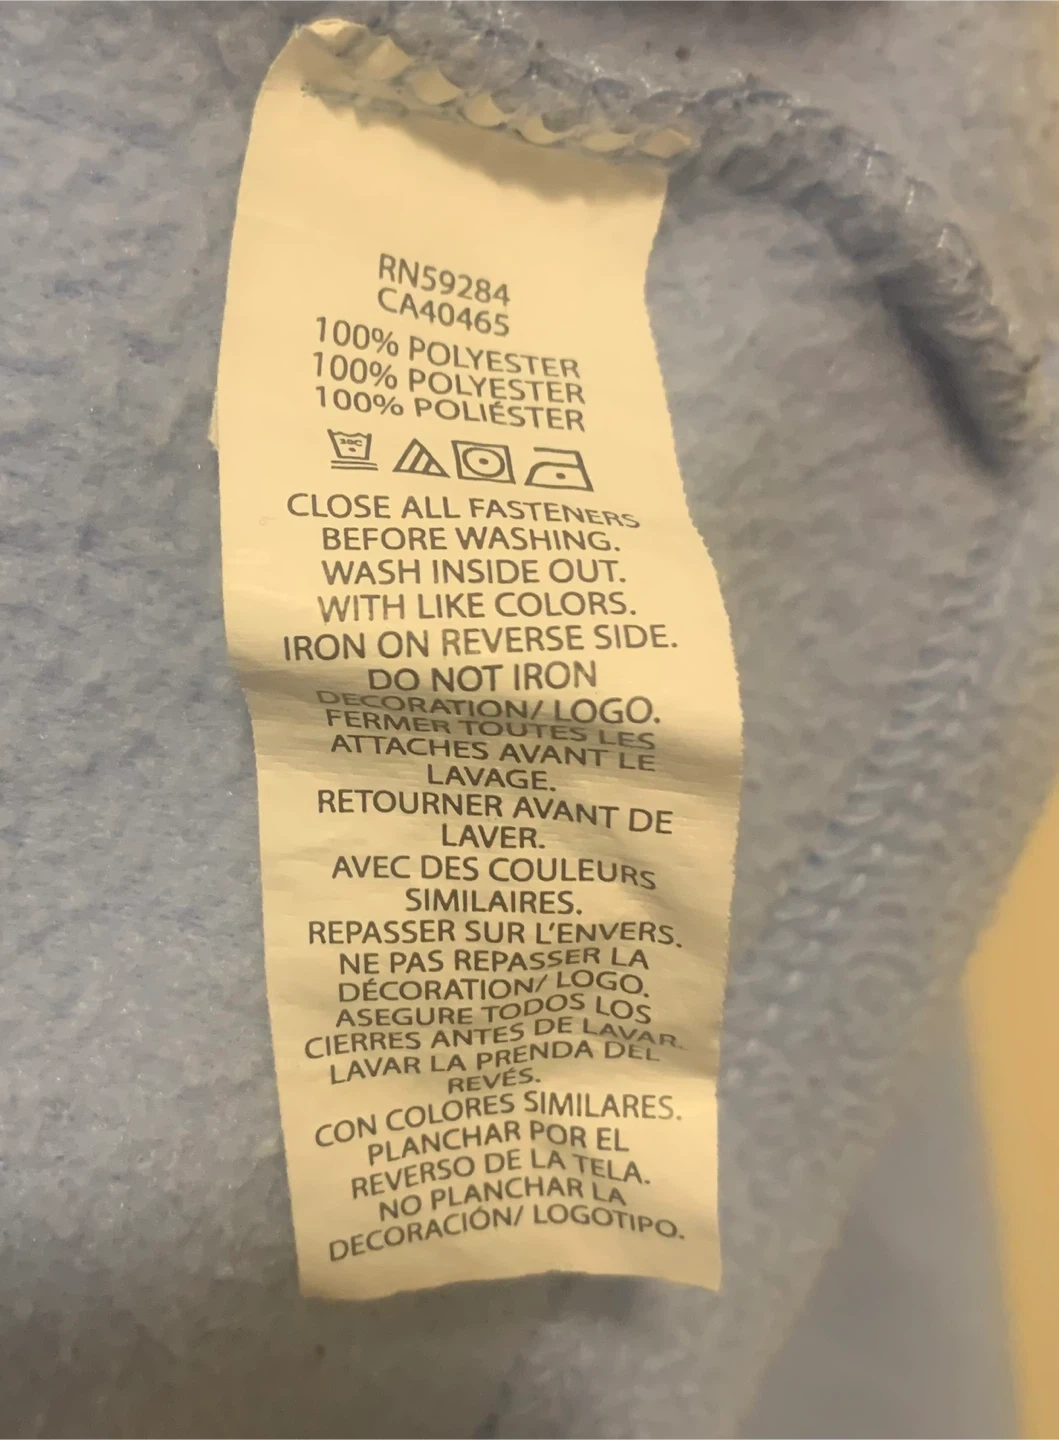 RN59284
CA40465
100% POLYESTER
100% POLYESTER
100% POLIÉSTER
30C
CLOSE ALL FASTENERS
BEFORE WASHING.
WASH INSIDE OUT.
WITH LIKE COLORS.
IRON ON REVERSE SIDE.
DO NOT IRON
DECORATION/ LOGO.
FERMER TOUTES LES
ATTACHES AVANT LE
LAVAGE.
RETOURNER AVANT DE
LAVER.
AVEC DES COULEURS
SIMILAIRES.
REPASSER SUR L'ENVERS.
NE PAS REPASSER LA
DÉCORATION/ LOGO.
ASEGURE TODOS LOS
CIERRES ANTES DE LAVAR.
LAVAR LA PRENDA DEL
REVÉS.
CON COLORES SIMILARES.
PLANCHAR POR EL
REVERSO DE LA TELA.
NO PLANCHAR LA
DECORACIÓN/ LOGOTIPO.